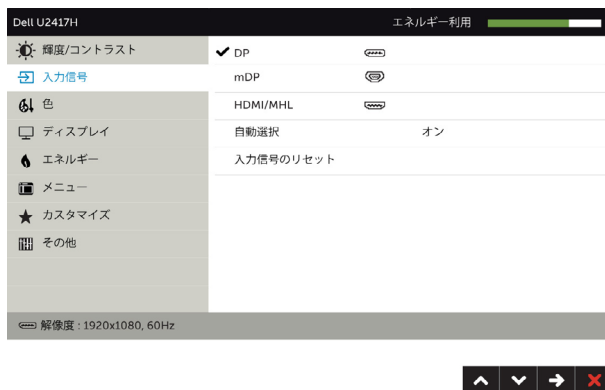 Dell U2417H
エネルギー利用
輝度/コントラスト
入力信号
色
ディスプレイ
エネルギー
メニュー
カスタマイズ
その他
DP
mDP
HDMI/MHL
自動選択 オン
入力信号のリセット
解像度 : 1920x1080, 60Hz